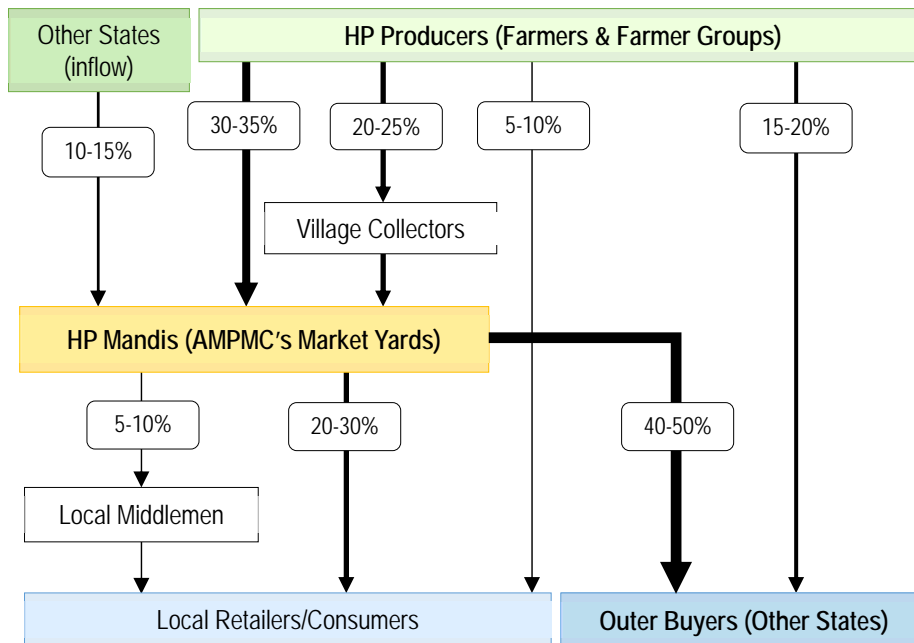 Other States
(inflow)
HP Producers (Farmers & Farmer Groups)
10-15%
30-35%
20-25%
5-10%
15-20%
Village Collectors
HP Mandis (AMPMC's Market Yards)
5-10%
20-30%
40-50%
Local Middlemen
Local Retailers/Consumers
Outer Buyers (Other States)